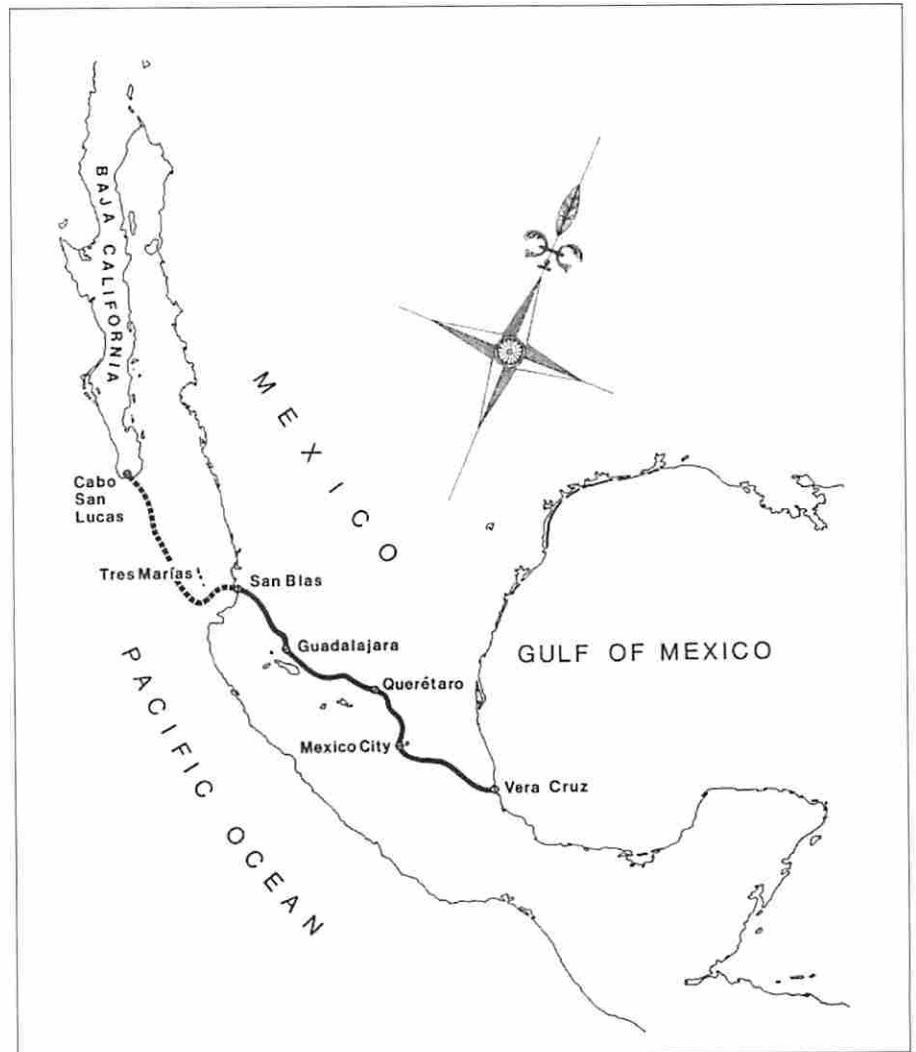 BAJA CALIFORNIA
MEXICO
Cabo
San
Lucas
Tres Marías
San Blas
Guadalajara
GULF OF MEXICO
Querétaro
Mexico City
Vera Cruz
PACIFIC OCEAN